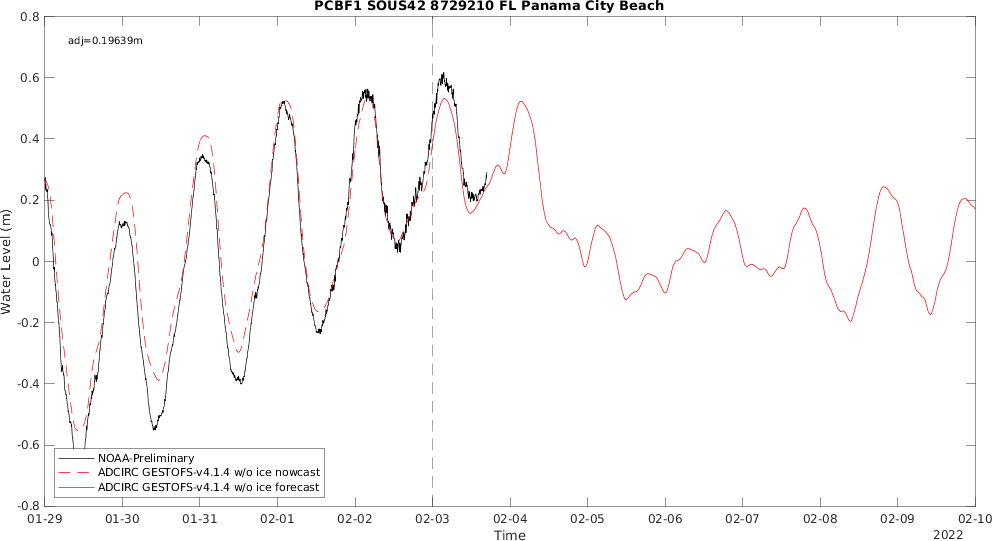 PCBF1 SOUS42 8729210 FL Panama City Beach
adj=0.19639m
0.8
0.6
0.4
0.2
0
-0.2
-0.4
-0.6
-0.8
Water Level (m)
NOAA-Preliminary
ADCIRC GESTOFS-v4.1.4 w/o ice nowcast
ADCIRC GESTOFS-v4.1.4 w/o ice forecast
01-29 01-30 01-31 02-01 02-02 02-03 02-04 02-05 02-06 02-07 02-08 02-09 02-10
Time
2022